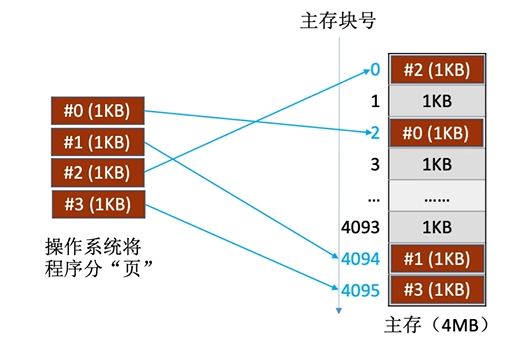 主存块号
#0 (1KB)
#1 (1KB)
#2 (1KB)
#3 (1KB)
操作系统将
程序分“页”
0 #2 (1KB)
1 1KB
2 #0 (1KB)
3 1KB
... ......
4093 1KB
4094 #1 (1KB)
4095 #3 (1KB)
主存（4MB）